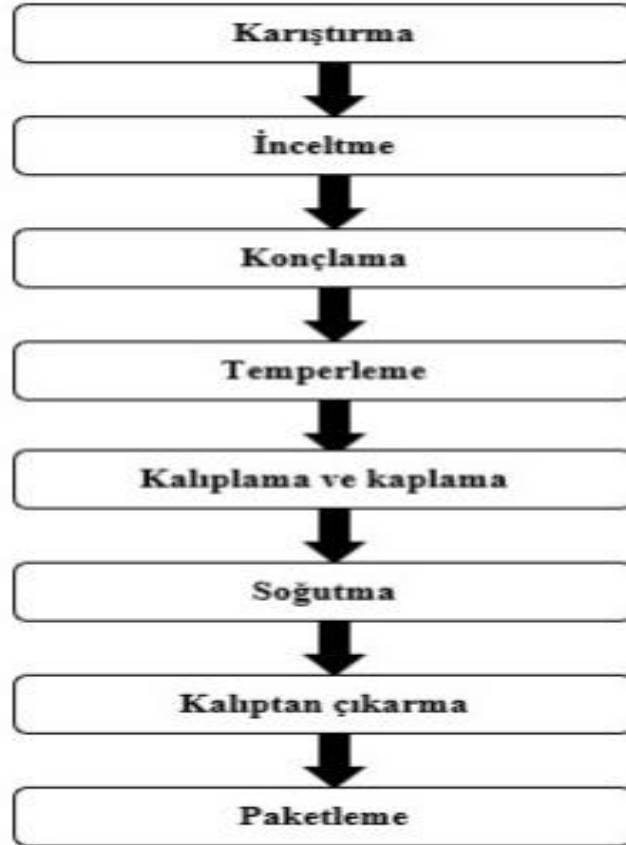 Karıştırma
İnceltme
Konçlama
Temperleme
Kalıplama ve kaplama
Soğutma
Kalıptan çıkarma
Paketleme